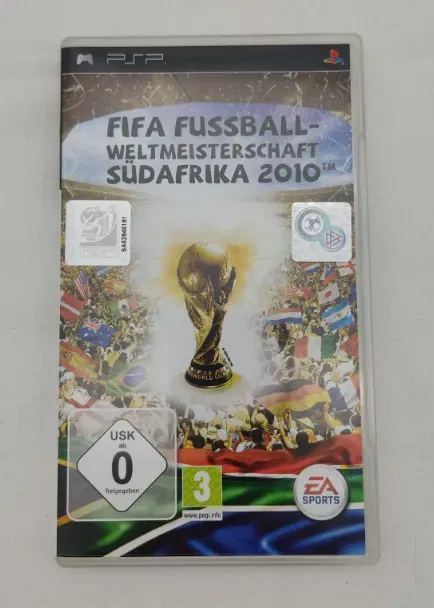 PSP
FIFA FUSSBALL-
WELTMEISTERSCHAFT
SÜDAFRIKA 2010™
USK
ab
0
freigegeben
3
www.pegi.info
EA
SPORTS